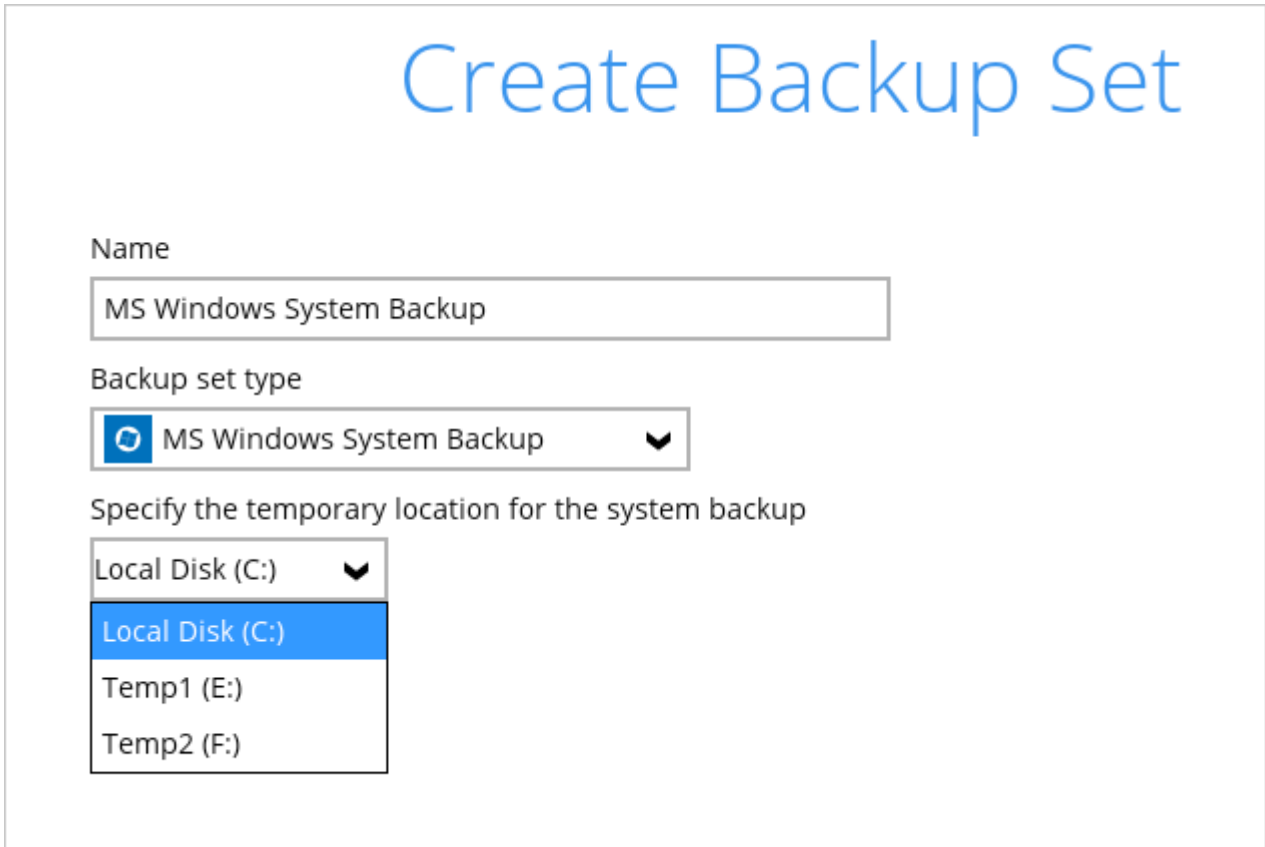 Create Backup Set
Name
MS Windows System Backup
Backup set type
MS Windows System Backup
Specify the temporary location for the system backup
Local Disk (C:)
Local Disk (C:)
Temp1 (E:)
Temp2 (F:)